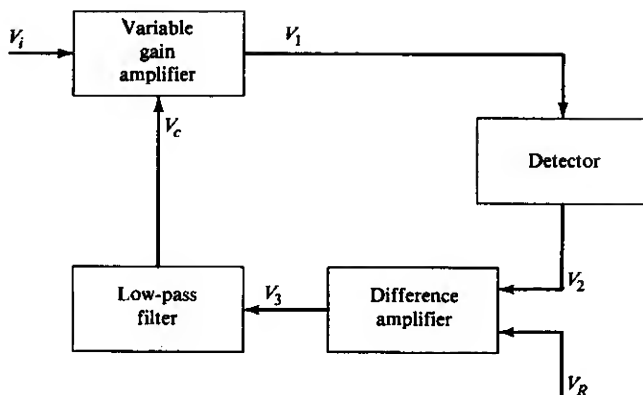 Variable
gain
amplifier
V_i
V_1
V_c
Detector
V_2
Low-pass
filter
V_3
Difference
amplifier
V_R